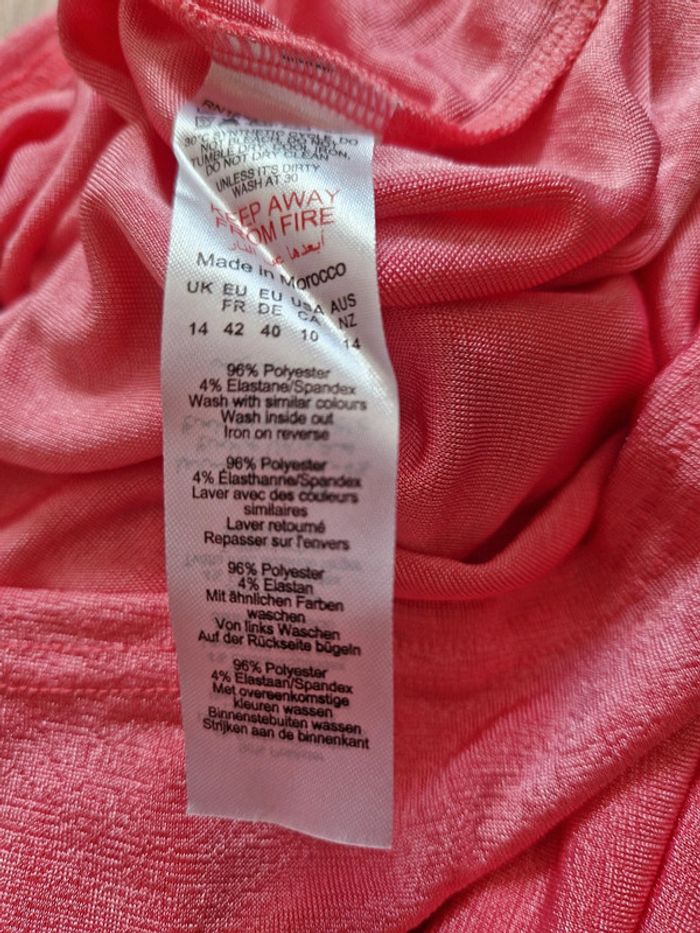 30°C SYNTHETIC CYCLE, DO
NOT BLEACH, DO NOT
TUMBLE DRY, COOL IRON,
DO NOT DRY CLEAN
UNLESS IT'S DIRTY
WASH AT 30
KEEP AWAY
FROM FIRE
أبعدها النار
Made in Morocco
UK EU EU USA AUS
FR DE CA NZ
14 42 40 10 14
96% Polyester
4% Elastane/Spandex
Wash with similar colours
Wash inside out
Iron on reverse
96% Polyester
4% Elasthanne/Spandex
Laver avec des couleurs
similaires
Laver retourné
Repasser sur l'envers
96% Polyester
4% Elastan
Mit ähnlichen Farben
waschen
Von links Waschen
Auf der Rückseite bügeln
96% Polyester
4% Elastaan/Spandex
Met overeenkomstige
kleuren wassen
Binnenstebuiten wassen
Strijken aan de binnenkant